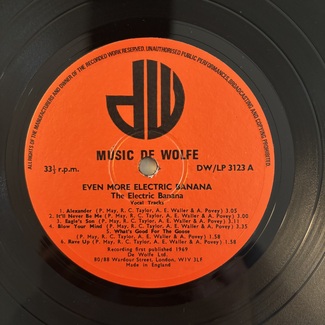 ALL RIGHTS OF THE MANUFACTURERS AND OWNER OF THE RECORDED WORK RESERVED. UNAUTHORISED PUBLIC PERFORMANCES, BROADCASTING AND COPYING PROHIBITED.
dw
MUSIC DE WOLFE
33⅓ r.p.m.
DW/LP 3123 A
EVEN MORE ELECTRIC BANANA
The Electric Banana
Vocal Tracks
1. Alexander (P. May, R. C. Taylor, A. E. Waller & A. Povey) 3.05
2. It'll Never Be Me (P. May, R. C. Taylor, A. E. Waller & A. Povey) 3.00
3. Eagle's Son (P. May, R. C. Taylor, A. E. Waller & A. Povey) 3.11
4. Blow Your Mind (P. May, R. C. Taylor, A. E. Waller & A. Povey) 3.35
5. What's Good For The Goose
(P. May, R. C. Taylor, A. E. Waller & A. Povey) 1.58
6. Rave Up (P. May, R. C. Taylor, A. E. Waller & A. Povey) 1.58
Recording first published 1969
De Wolfe Ltd.
80/88 Wardour Street, London, W1V 3LF
Made in England